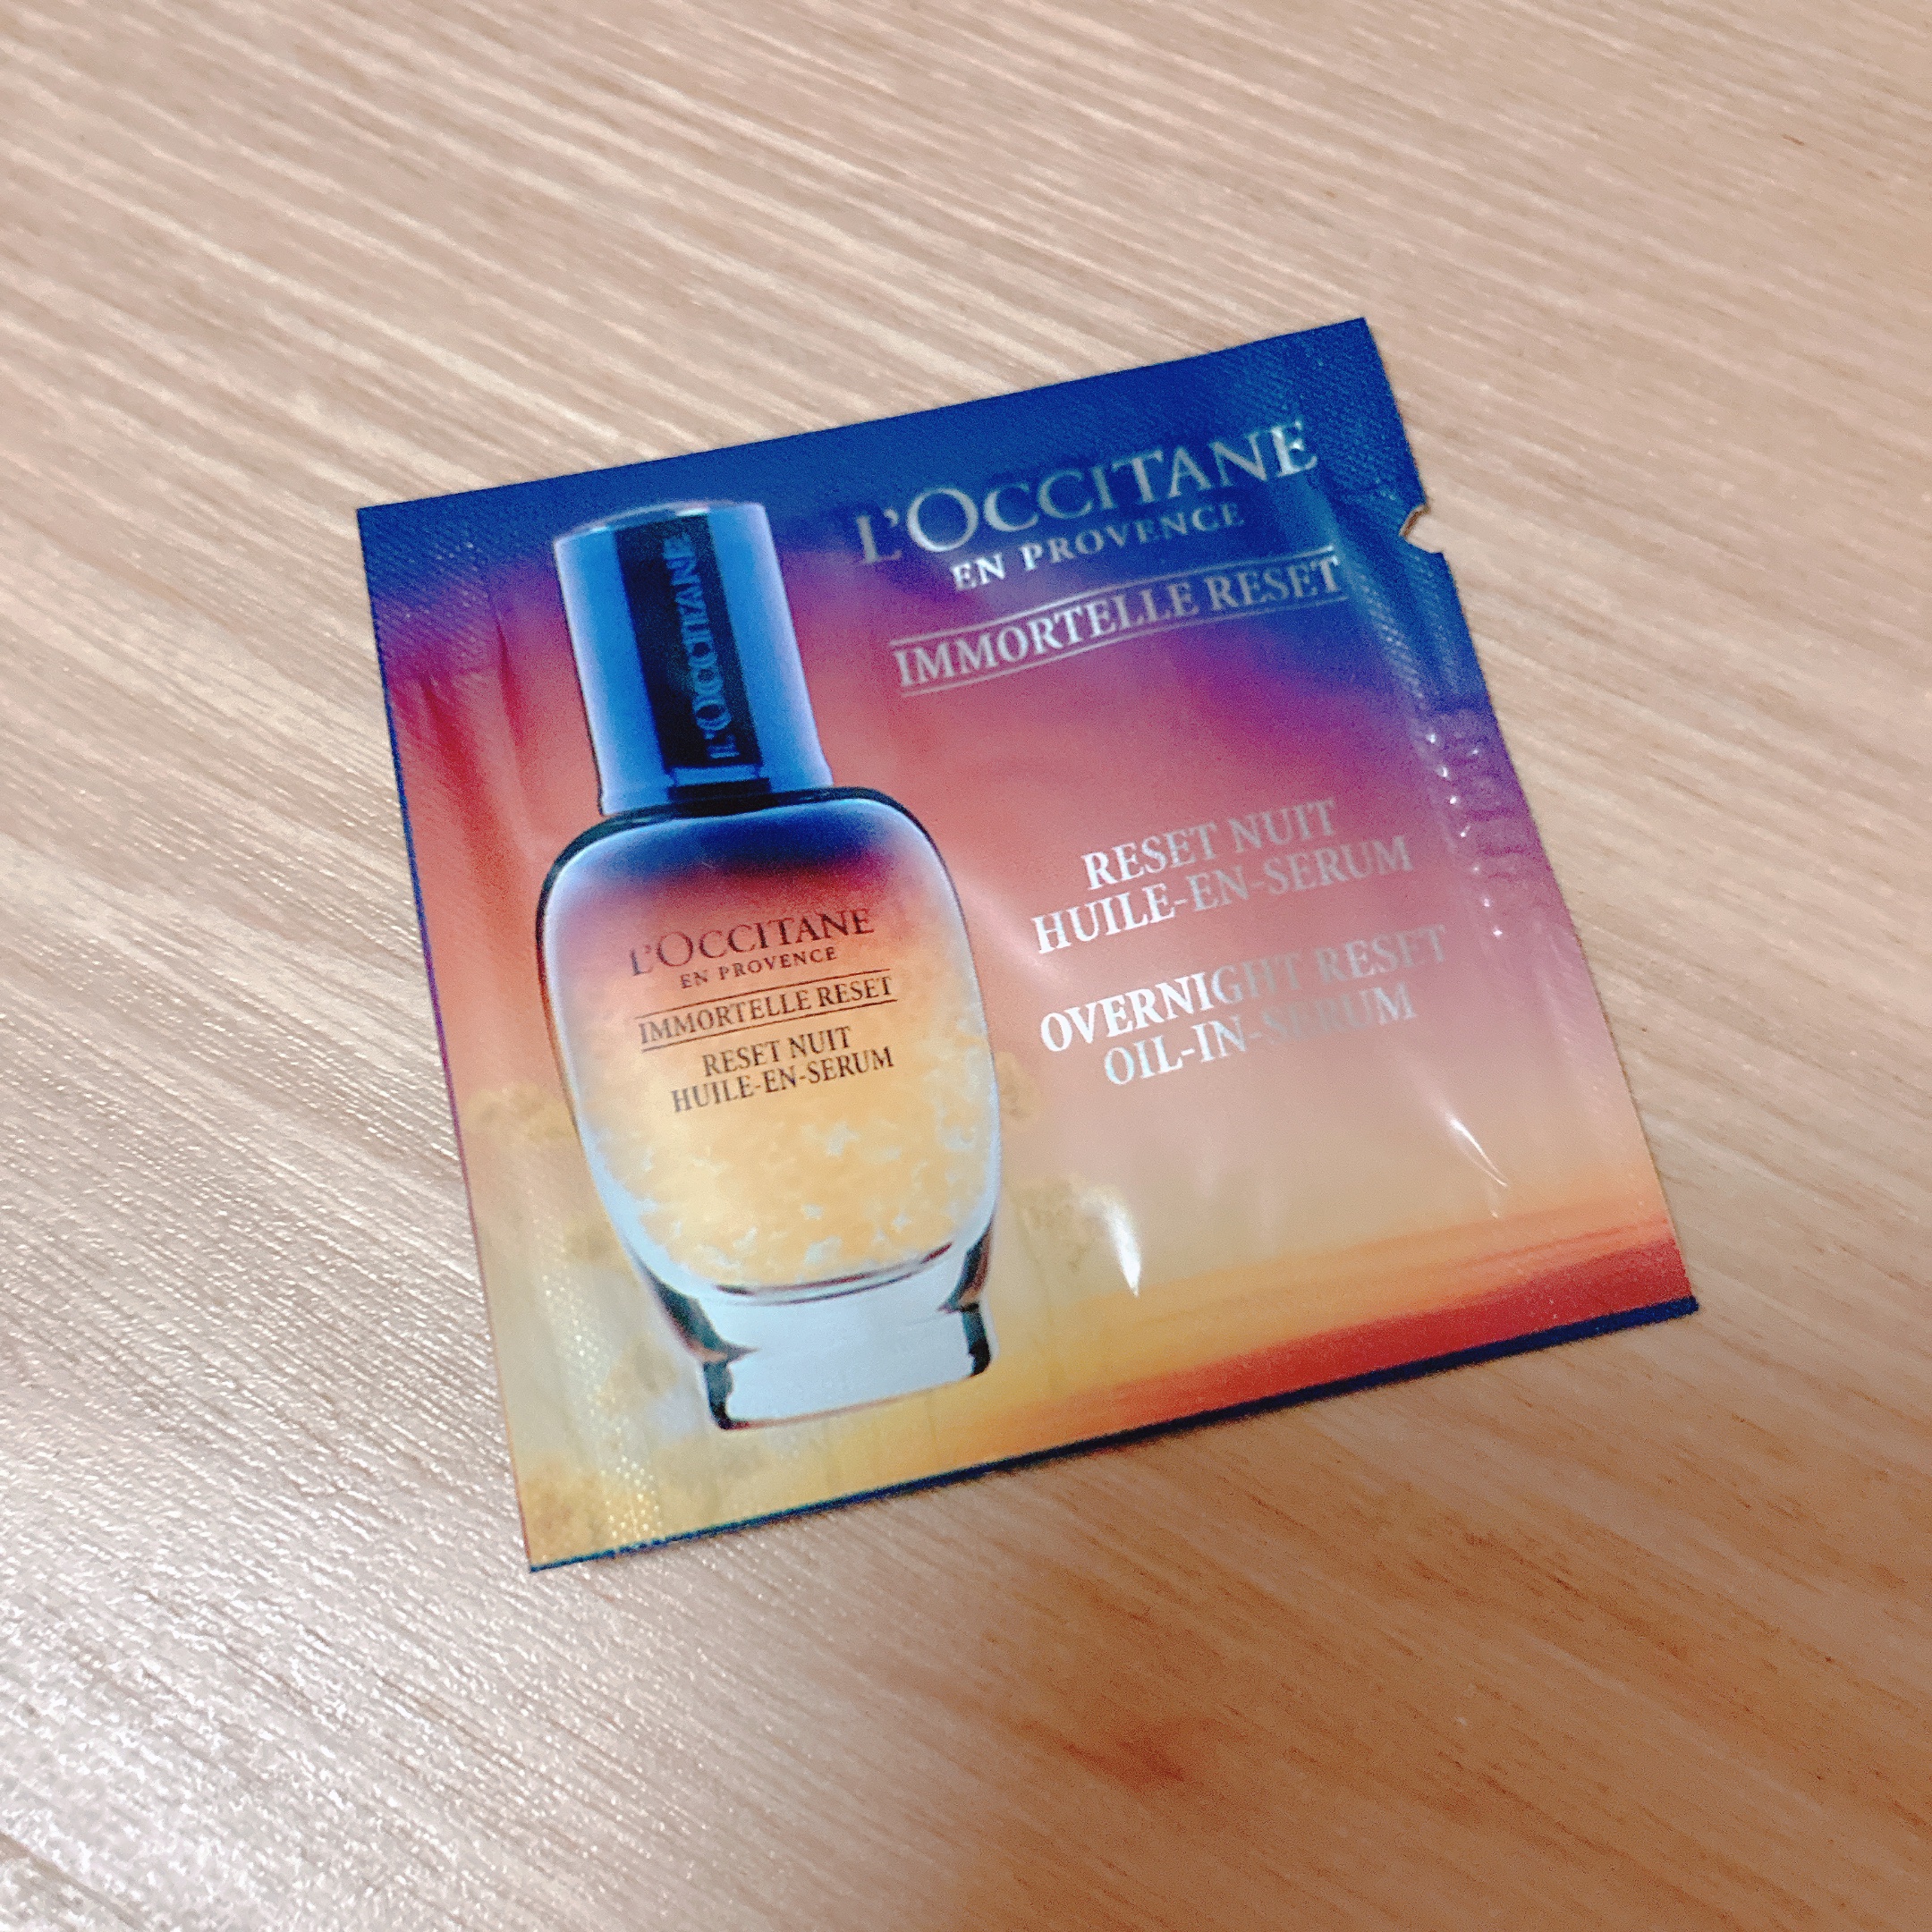 L'OCCITANE
EN PROVENCE
IMMORTELLE RESET
RESET NUIT
HUILE-EN-SERUM
OVERNIGHT RESET
OIL-IN-SERUM
L'OCCITANE
L'OCCITANE
EN PROVENCE
IMMORTELLE RESET
RESET NUIT
HUILE-EN-SERUM